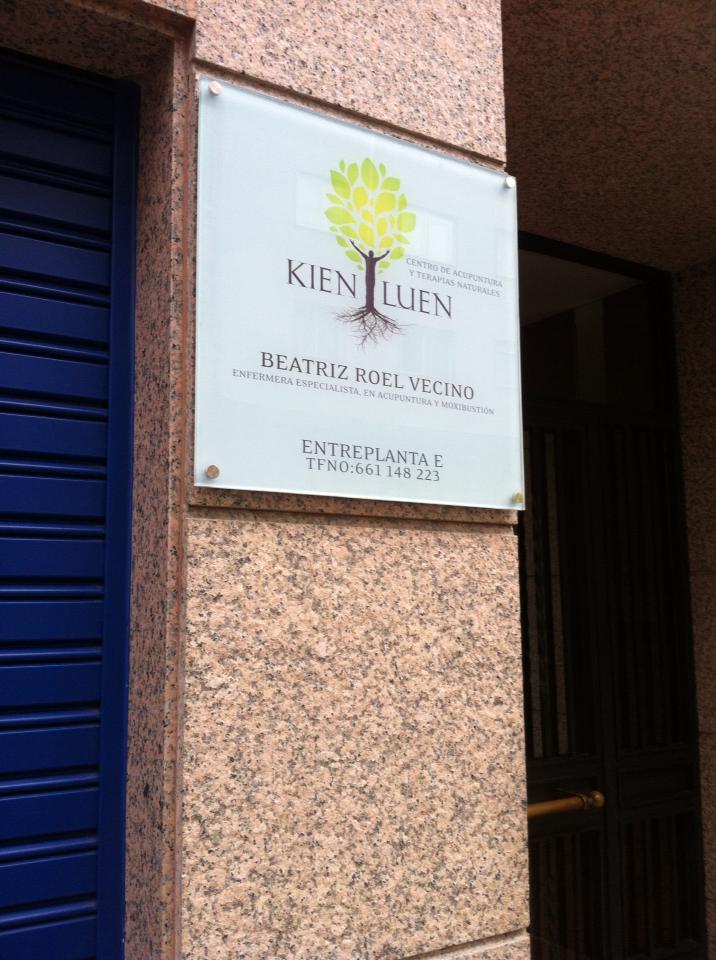 KIEN LUEN
CENTRO DE ACUPUNTURA
Y TERAPIAS NATURALES
BEATRIZ ROEL VECINO
ENFERMERA ESPECIALISTA, EN ACUPUNTURA Y MOXIBUSTIÓN
ENTREPLANTA E
TFNO:661 148 223